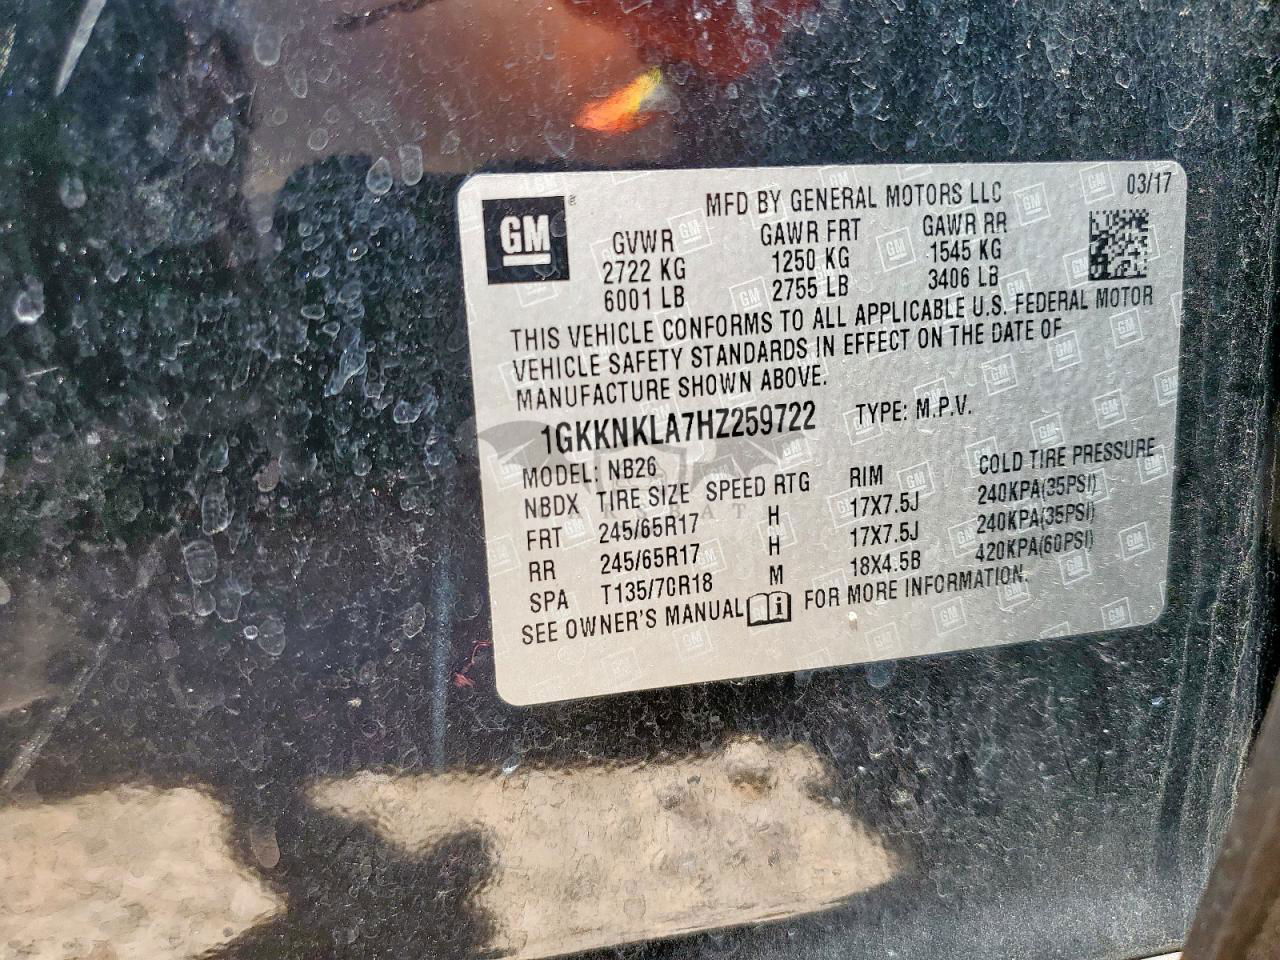 GM
MFD BY GENERAL MOTORS LLC 03/17
GVWR GAWR FRT GAWR RR
2722 KG 1250 KG 1545 KG
6001 LB 2755 LB 3406 LB
THIS VEHICLE CONFORMS TO ALL APPLICABLE U.S. FEDERAL MOTOR
VEHICLE SAFETY STANDARDS IN EFFECT ON THE DATE OF
MANUFACTURE SHOWN ABOVE.
1GKKNKLA7HZ259722 TYPE: M.P.V.
MODEL: NB26
NBDX TIRE SIZE SPEED RTG RIM COLD TIRE PRESSURE
FRT 245/65R17 H 17X7.5J 240KPA(35PSI)
RR 245/65R17 H 17X7.5J 240KPA(35PSI)
SPA T135/70R18 M 18X4.5B 420KPA(60PSI)
SEE OWNER'S MANUAL i FOR MORE INFORMATION.